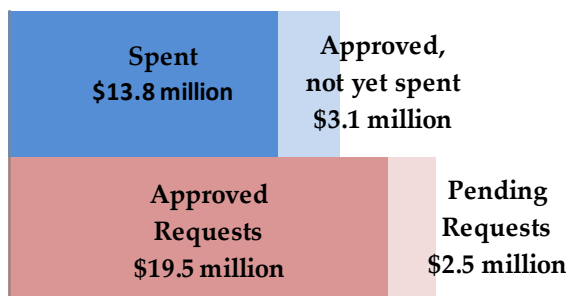 Spent
$13.8 million
Approved,
not yet spent
$3.1 million
Approved
Requests
$19.5 million
Pending
Requests
$2.5 million